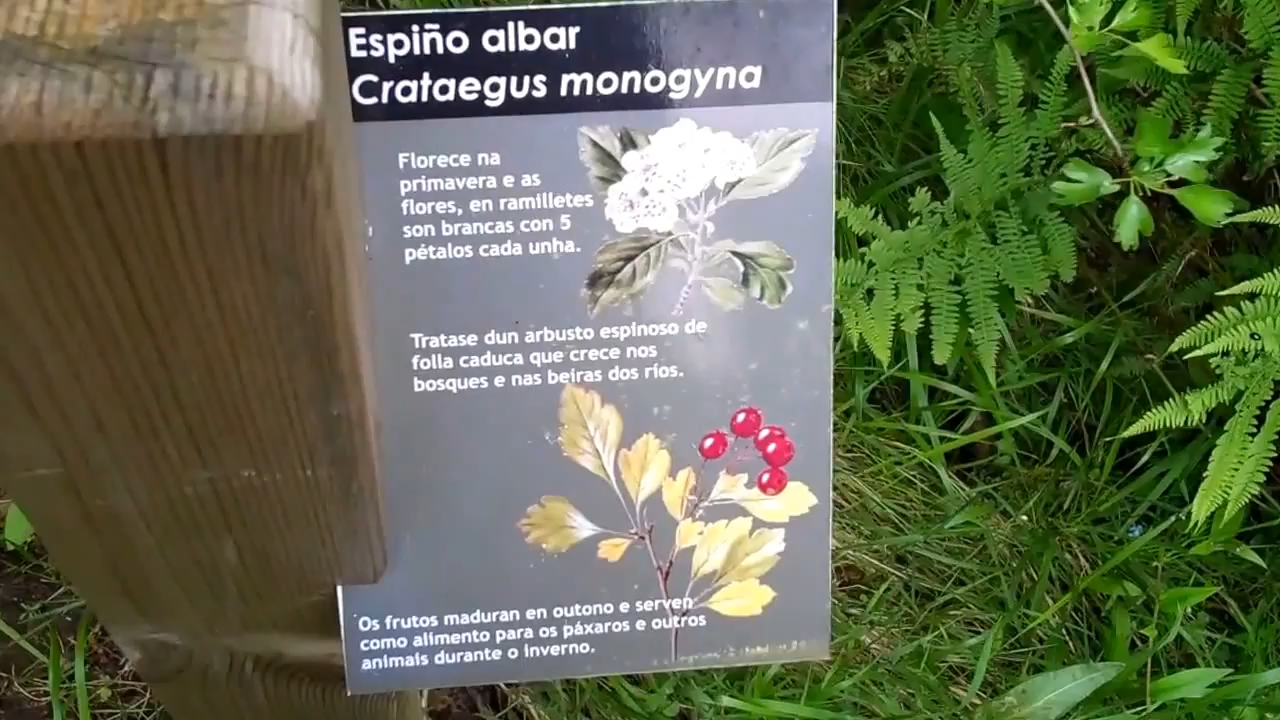 Espiño albar
Crataegus monogyna
Florece na
primavera e as
flores, en ramilletes
son brancas con 5
pétalos cada unha.
Tratase dun arbusto espinoso de
folla caduca que crece nos
bosques e nas beiras dos ríos.
Os frutos maduran en outono e serven
como alimento para os páxaros e outros
animais durante o inverno.